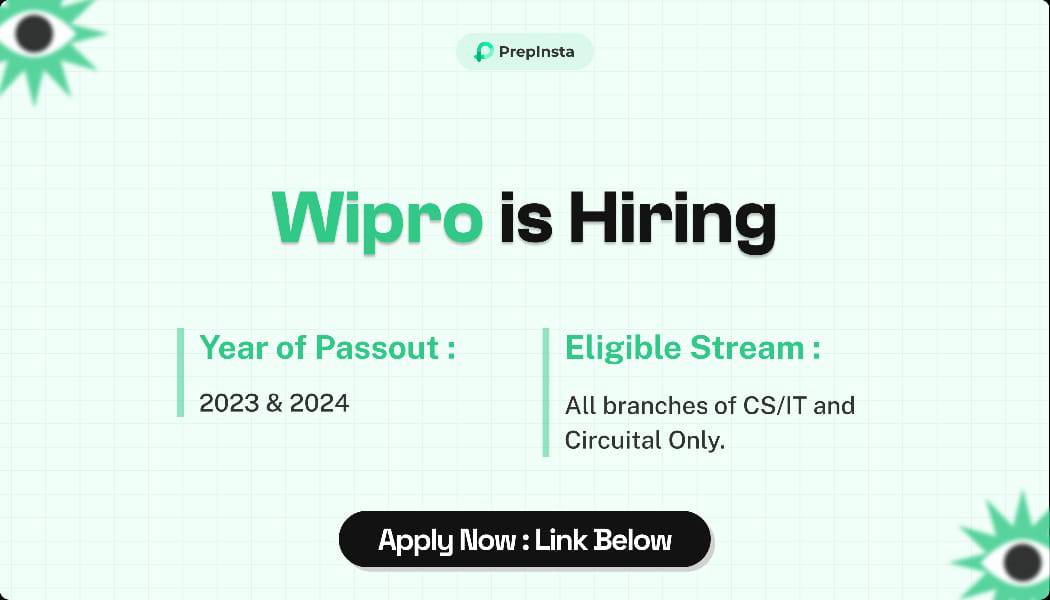 PrepInsta
Wipro is Hiring
Year of Passout :
2023 & 2024
Eligible Stream :
All branches of CS/IT and
Circuital Only.
Apply Now : Link Below